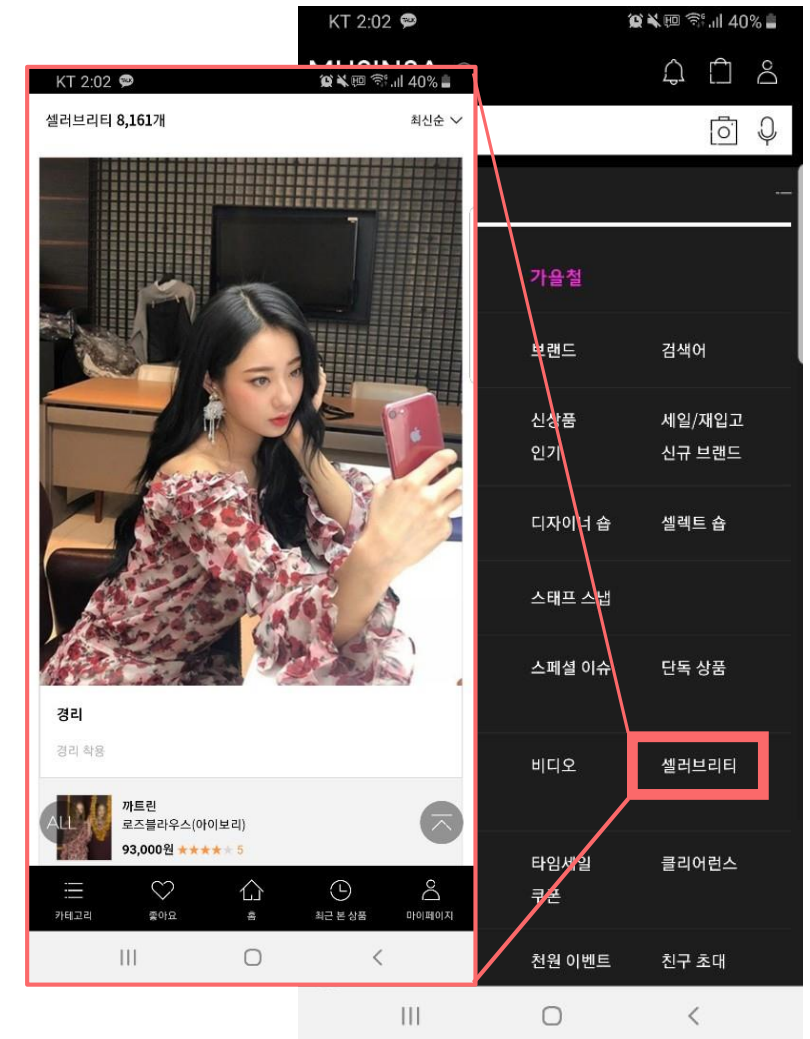 KT 2:02 TALK HD 40%
MUSINSA
가을철
브랜드 검색어
신상품 세일/재입고
인기 신규 브랜드
디자이너 숍 셀렉트 숍
스태프 스냅
스페셜 이슈 단독 상품
비디오 셀러브리티
타임세일 클리어런스
쿠폰
천원 이벤트 친구 초대
KT 2:02 TALK HD 40%
셀러브리티 8,161개 최신순
경리
경리 착용
ALL
까트린
로즈블라우스(아이보리)
93,000원 ★★★★★ 5
카테고리 좋아요 홈 최근 본 상품 마이페이지